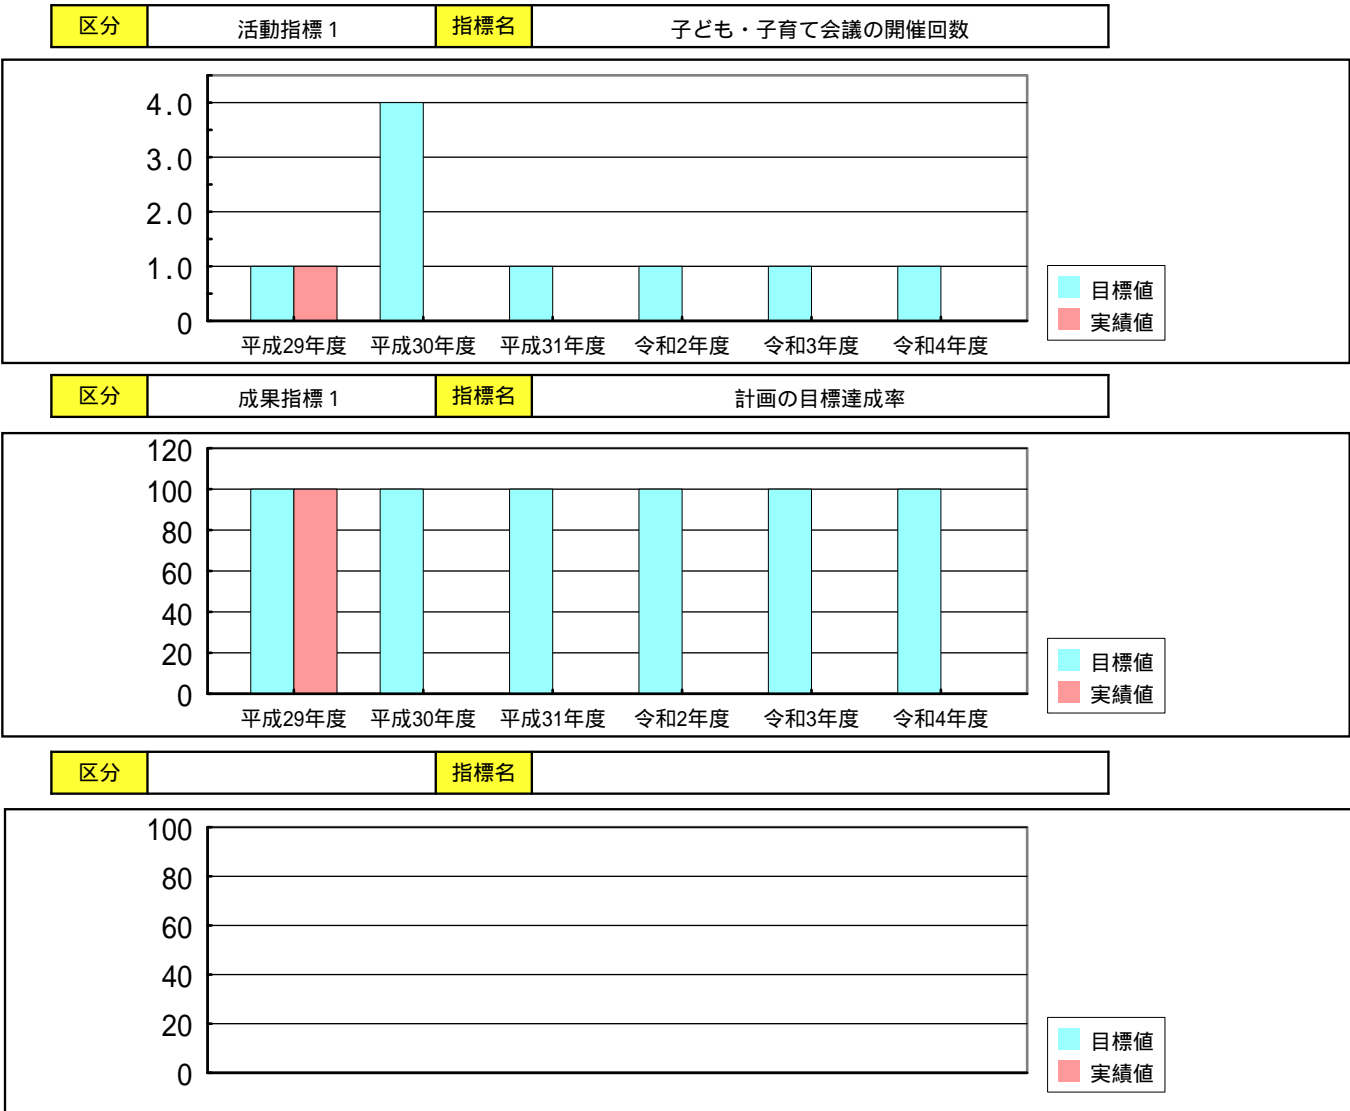 区分 活動指標1 指標名 子ども・子育て会議の開催回数
4.0
3.0
2.0
1.0
0
平成29年度 平成30年度 平成31年度 令和2年度 令和3年度 令和4年度
目標値
実績値
区分 成果指標1 指標名 計画の目標達成率
120
100
80
60
40
20
0
平成29年度 平成30年度 平成31年度 令和2年度 令和3年度 令和4年度
目標値
実績値
区分 指標名
100
80
60
40
20
0
目標値
実績値